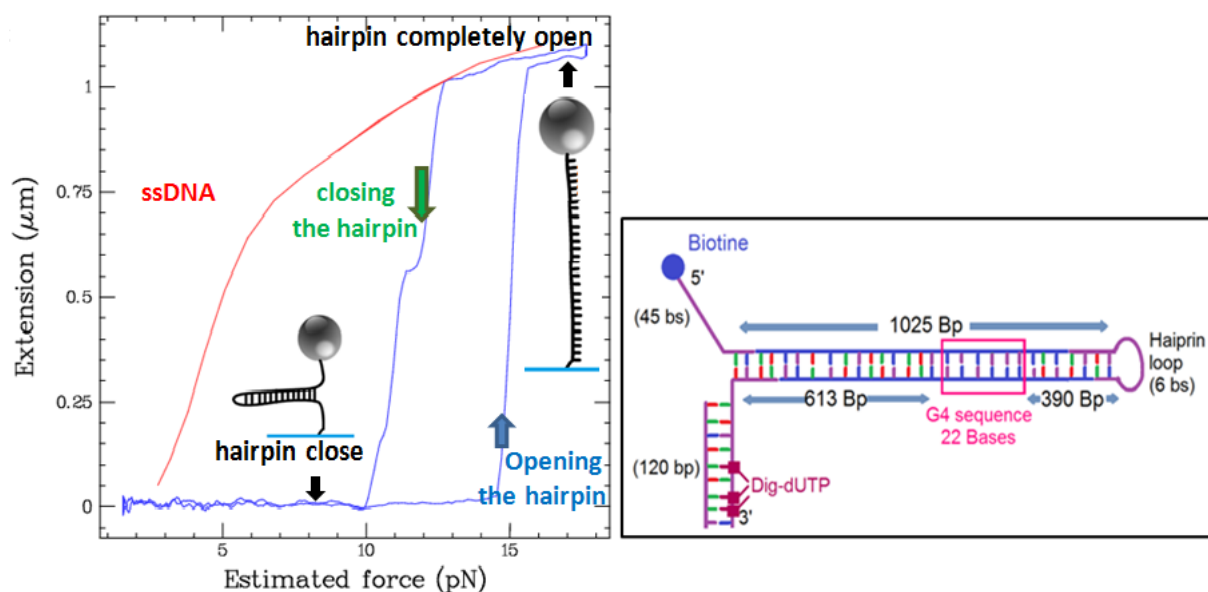 hairpin completely open
1
0.75
0.5
0.25
0
Extension (μm)
ssDNA
closing
the hairpin
hairpin close
Opening
the hairpin
5
10
15
Estimated force (pN)
Biotine
5'
(45 bs)
1025 Bp
Haiprin
loop
(6 bs)
613 Bp
390 Bp
G4 sequence
22 Bases
(120 bp)
Dig-dUTP
3'